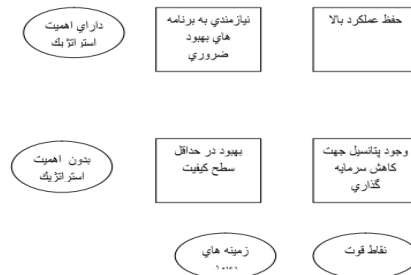 حفظ عملكرد بالا
نيازمندي به برنامه
هاي بهبود
ضروري
داراي اهميت
استراتژيك
وجود پتانسيل جهت
كاهش سرمايه
گذاري
بهبود در حداقل
سطح كيفيت
بدون اهميت
استراتژيك
نقاط قوت
زمينه هاي